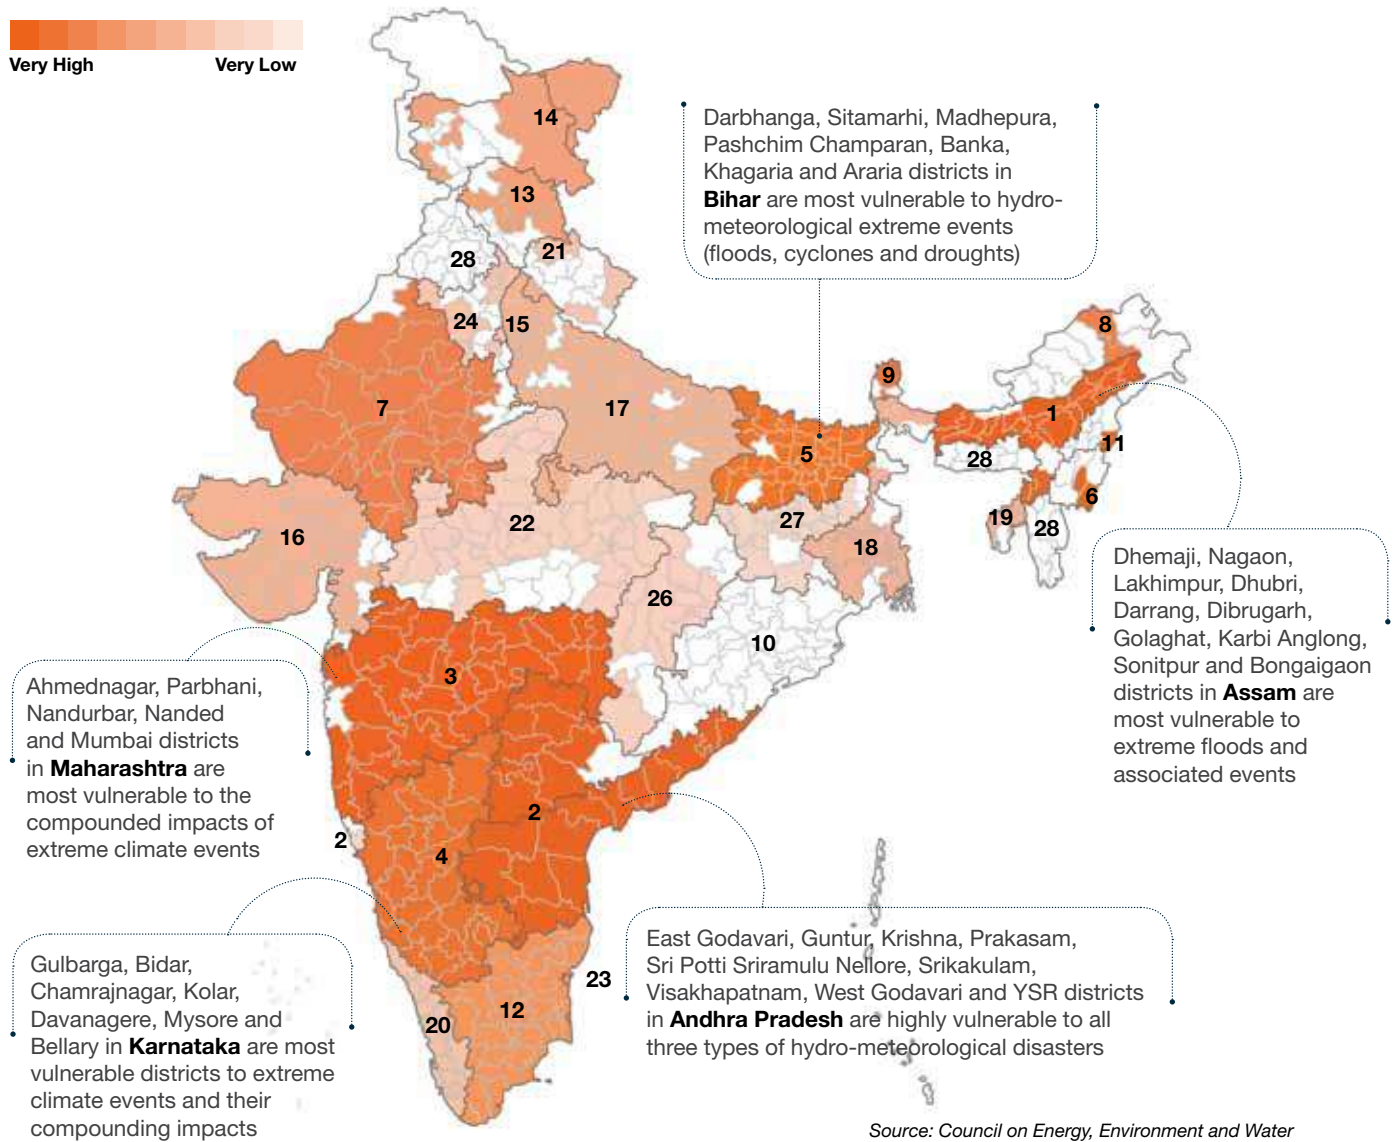 Very High
Very Low
14
13
21
28
24
15
7
17
16
22
5
27
18
26
10
9
8
1
11
28
6
19
28
3
2
2
4
23
12
20
Darbhanga, Sitamarhi, Madhepura,
Pashchim Champaran, Banka,
Khagaria and Araria districts in
Bihar are most vulnerable to hydro-
meteorological extreme events
(floods, cyclones and droughts)
Dhemaji, Nagaon,
Lakhimpur, Dhubri,
Darrang, Dibrugarh,
Golaghat, Karbi Anglong,
Sonitpur and Bongaigaon
districts in Assam are
most vulnerable to
extreme floods and
associated events
Ahmednagar, Parbhani,
Nandurbar, Nanded
and Mumbai districts
in Maharashtra are
most vulnerable to the
compounded impacts of
extreme climate events
Gulbarga, Bidar,
Chamrajnagar, Kolar,
Davanagere, Mysore and
Bellary in Karnataka are most
vulnerable districts to extreme
climate events and their
compounding impacts
East Godavari, Guntur, Krishna, Prakasam,
Sri Potti Sriramulu Nellore, Srikakulam,
Visakhapatnam, West Godavari and YSR districts
in Andhra Pradesh are highly vulnerable to all
three types of hydro-meteorological disasters
Source: Council on Energy, Environment and Water